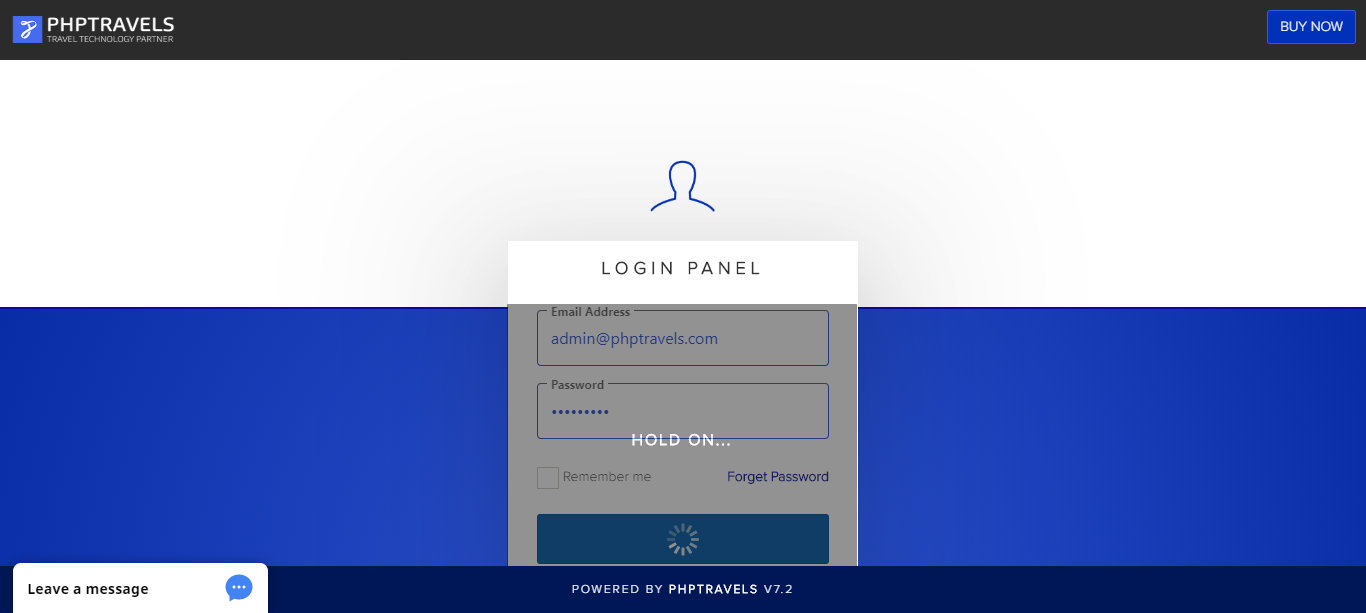 PHPTRAVELS
TRAVEL TECHNOLOGY PARTNER
BUY NOW
LOGIN PANEL
Email Address
admin@phptravels.com
Password
•••••••••
HOLD ON...
Remember me
Forget Password
Leave a message
POWERED BY PHPTRAVELS V7.2